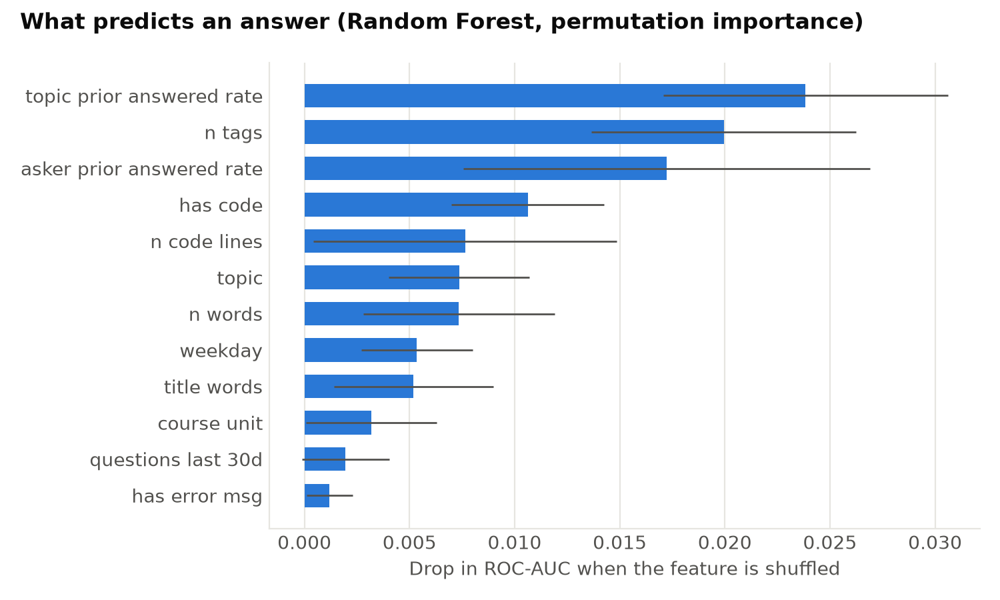 What predicts an answer (Random Forest, permutation importance)
topic prior answered rate
n tags
asker prior answered rate
has code
n code lines
topic
n words
weekday
title words
course unit
questions last 30d
has error msg
0.000 0.005 0.010 0.015 0.020 0.025 0.030
Drop in ROC-AUC when the feature is shuffled